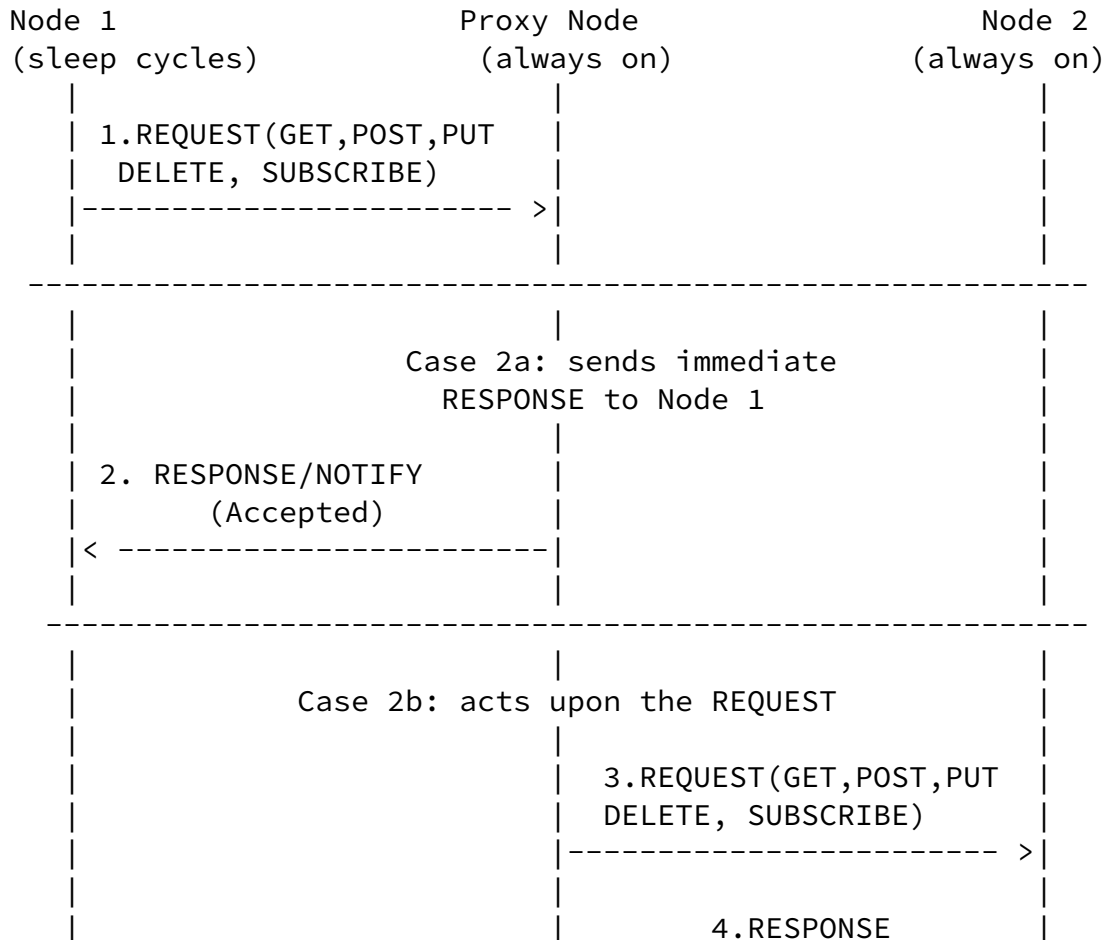 Node 1 Proxy Node Node 2
(sleep cycles) (always on) (always on)
1.REQUEST(GET,POST,PUT
DELETE, SUBSCRIBE)
Case 2a: sends immediate
RESPONSE to Node 1
2. RESPONSE/NOTIFY
(Accepted)
Case 2b: acts upon the REQUEST
3.REQUEST(GET,POST,PUT
DELETE, SUBSCRIBE)
4.RESPONSE